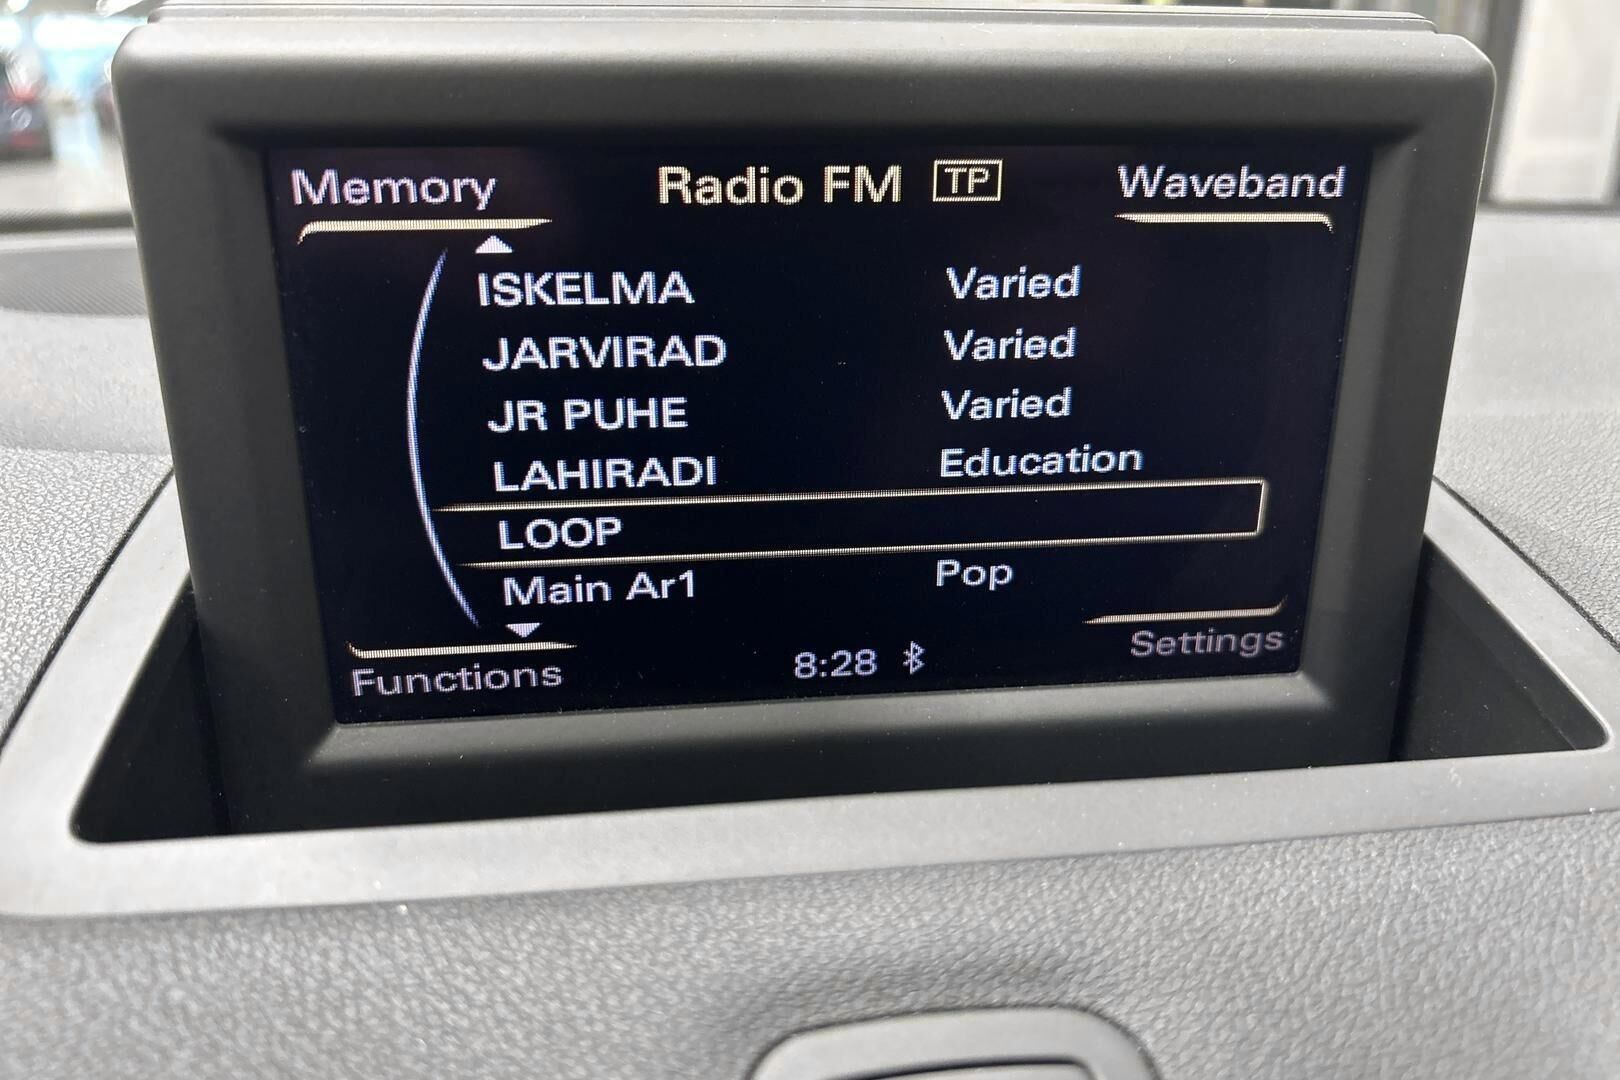 Memory Radio FM TP Waveband
ISKELMA Varied
JARVIRAD Varied
JR PUHE Varied
LAHIRADI Education
LOOP
Main Ar1 Pop
Functions 8:28 Settings